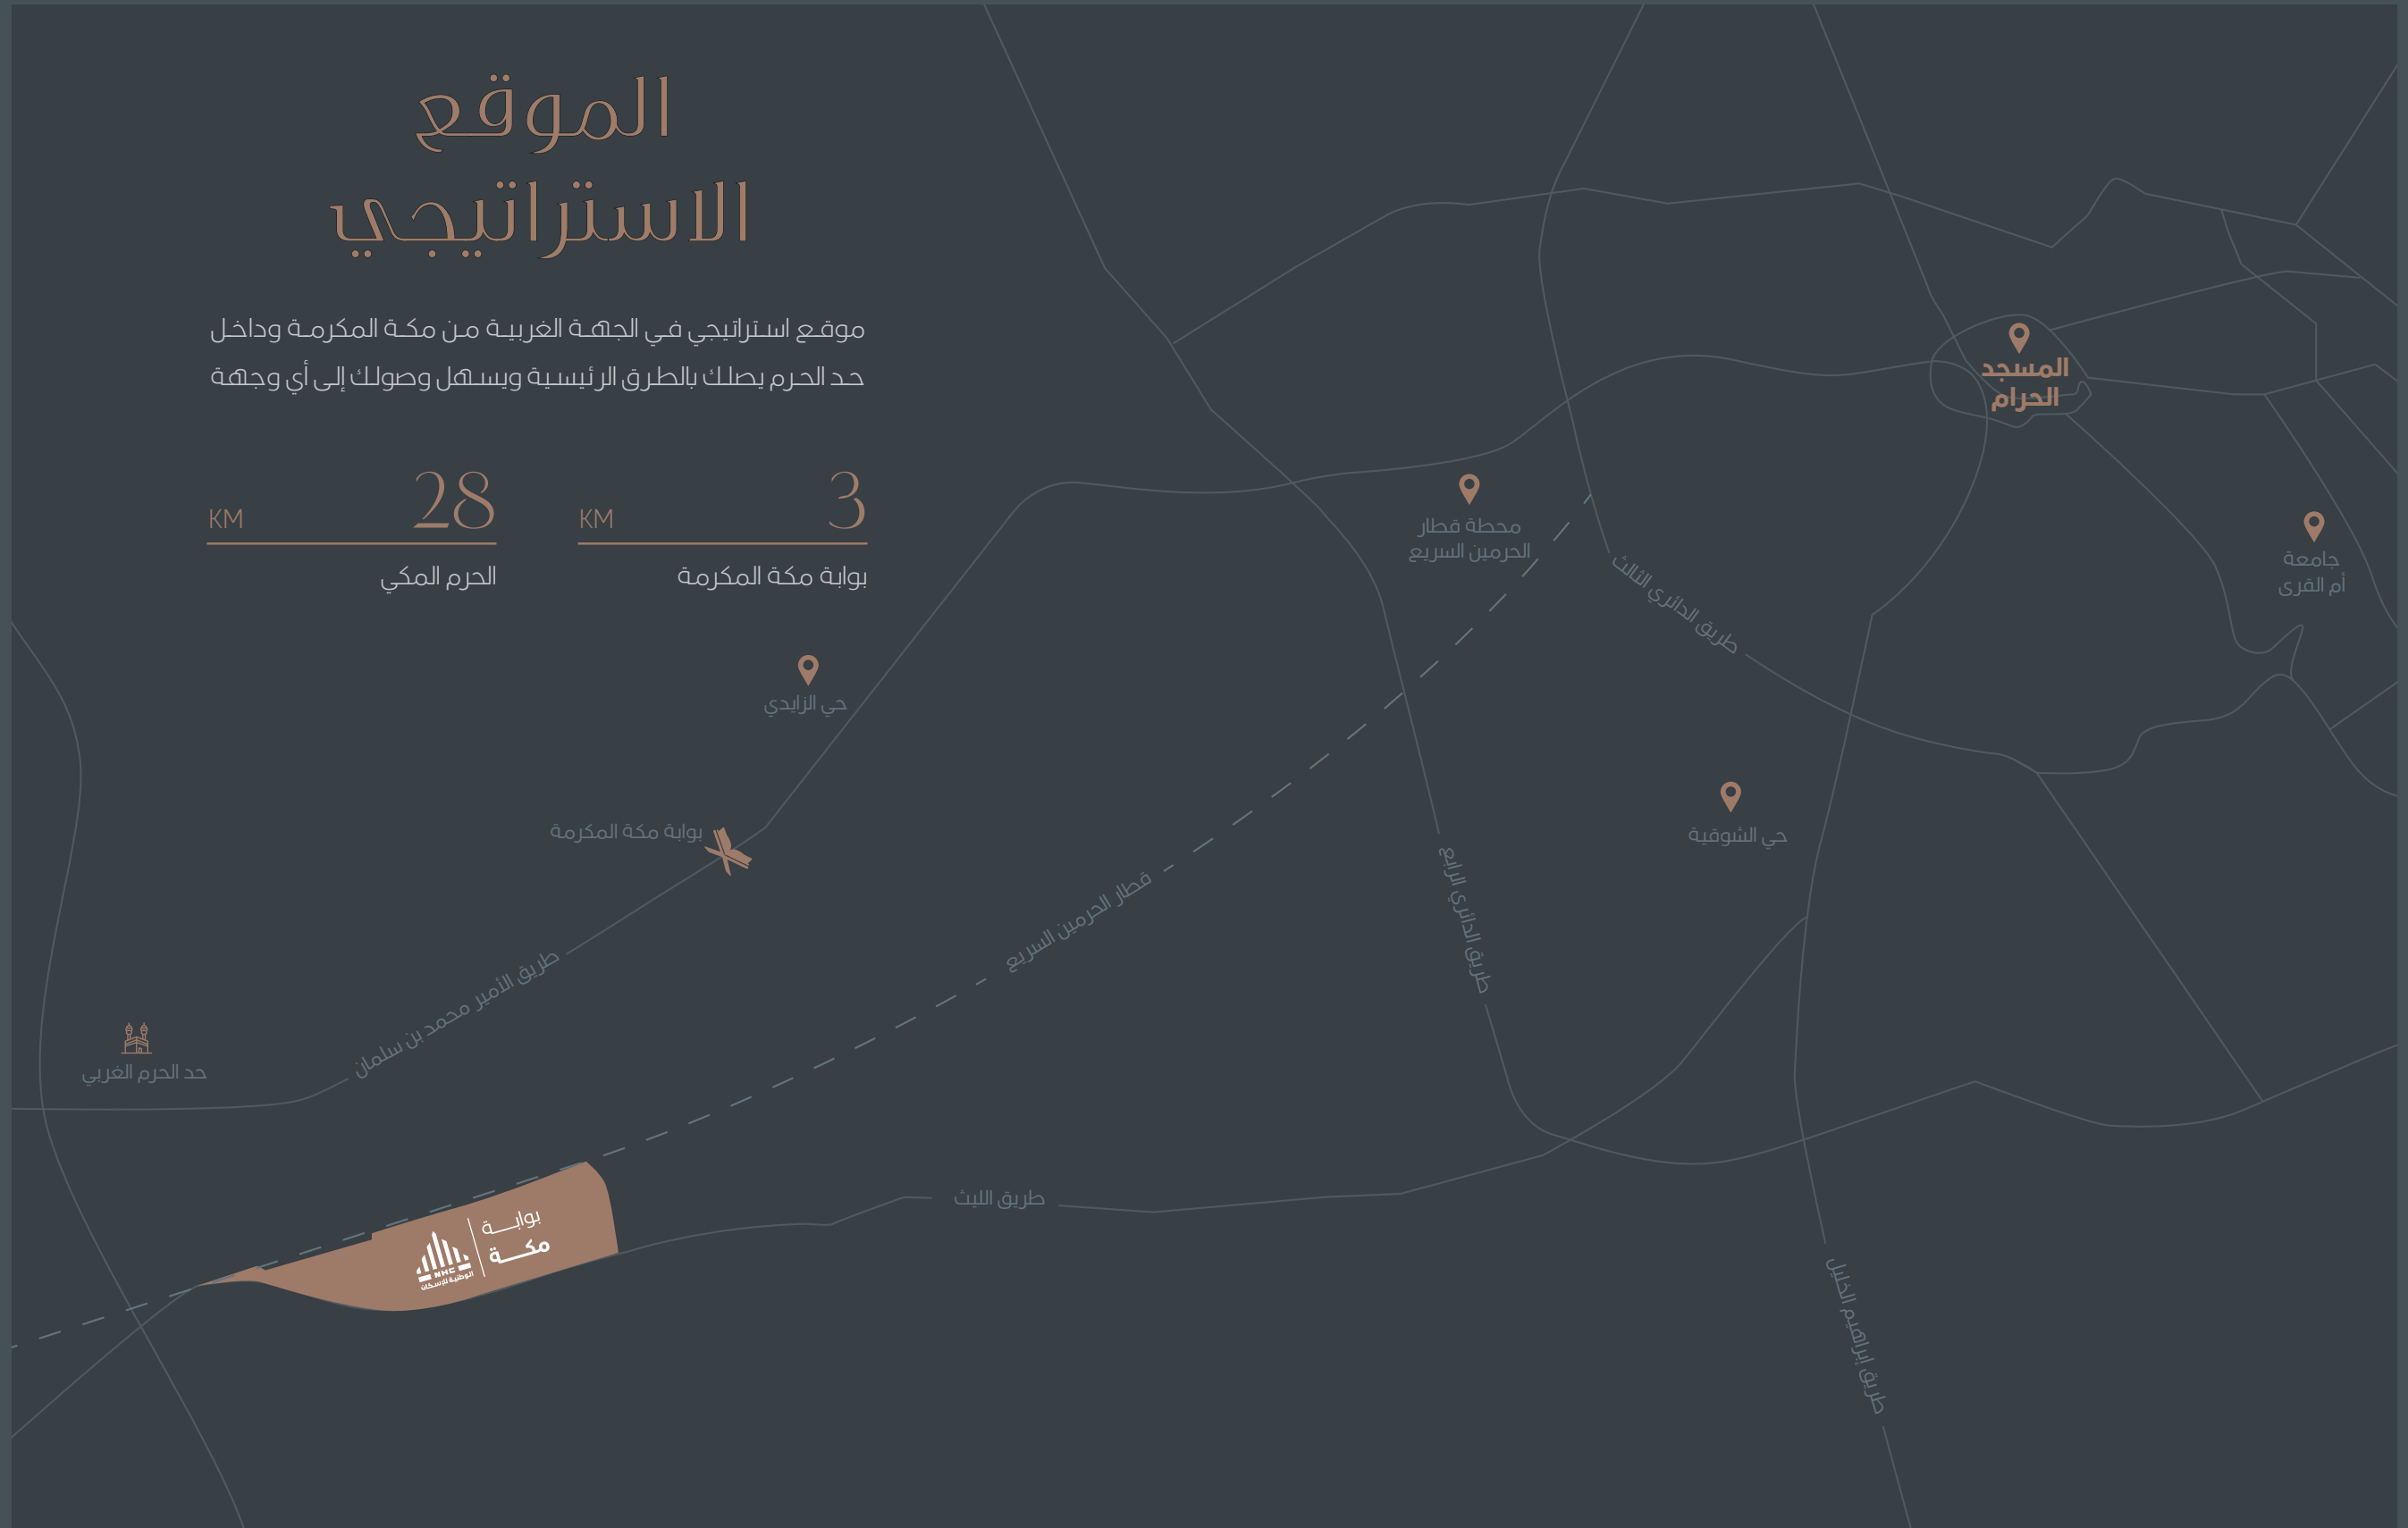 الموقع
الاستراتيجي
موقع استراتيجي في الجهة الغربية من مكة المكرمة وداخل
حد الحرم يصلك بالطرق الرئيسية ويسهل وصولك إلى أي وجهة
3 KM
بوابة مكة المكرمة
28 KM
الحرم المكي
المسجد
الحرام
محطة قطار
الحرمين السريع
جامعة
أم القرى
طريق الدائري الثالث
حي الزايدي
حي الشوقية
بوابة مكة المكرمة
قطار الحرمين السريع
طريق الدائري الرابع
طريق الأمير محمد بن سلمان
حد الحرم الغربي
طريق الليث
بوابة
مكة
NHC
الوطنية للإسكان
طريق إبراهيم الخليل